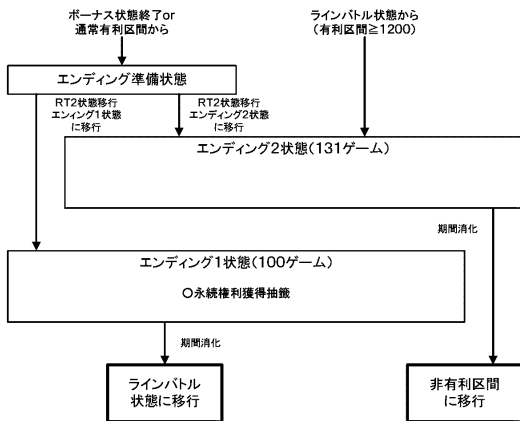 ボーナス状態終了or
通常有利区間から
ラインバトル状態から
(有利区間≧1200)
エンディング準備状態
RT2状態移行
エンィング1状態
に移行
RT2状態移行
エンディング2状態
に移行
エンディング2状態(131ゲーム)
期間消化
エンディング1状態(100ゲーム)
○永続権利獲得抽籤
期間消化
ラインバトル
状態に移行
非有利区間
に移行